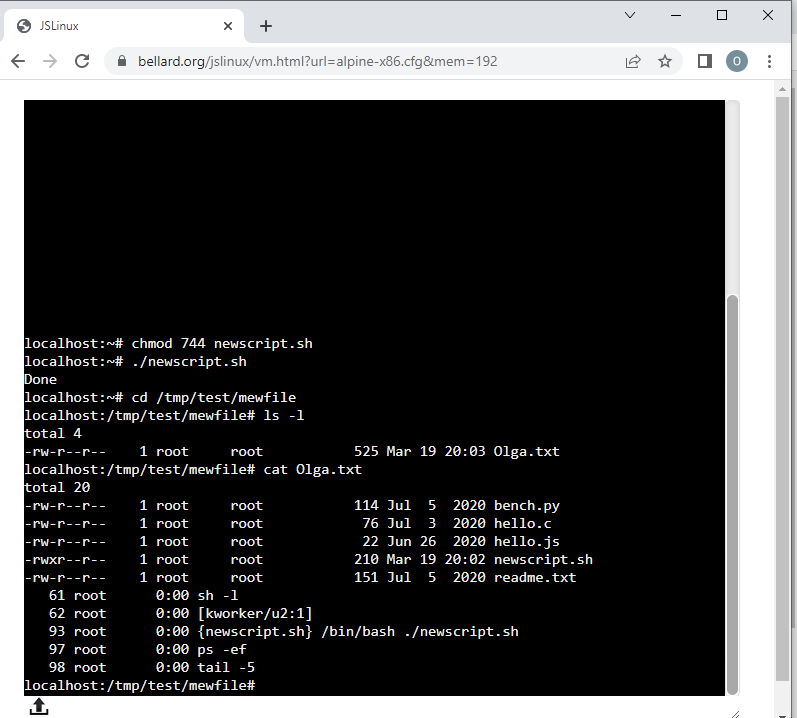 JSLinux
bellard.org/jslinux/vm.html?url=alpine-x86.cfg&mem=192
O
localhost:~# chmod 744 newscript.sh
localhost:~# ./newscript.sh
Done
localhost:~# cd /tmp/test/mewfile
localhost:/tmp/test/mewfile# ls -l
total 4
-rw-r--r--    1 root     root           525 Mar 19 20:03 Olga.txt
localhost:/tmp/test/mewfile# cat Olga.txt
total 20
-rw-r--r--    1 root     root           114 Jul  5  2020 bench.py
-rw-r--r--    1 root     root            76 Jul  3  2020 hello.c
-rw-r--r--    1 root     root            22 Jun 26  2020 hello.js
-rwxr--r--    1 root     root           210 Mar 19 20:02 newscript.sh
-rw-r--r--    1 root     root           151 Jul  5  2020 readme.txt
   61 root      0:00 sh -l
   62 root      0:00 [kworker/u2:1]
   93 root      0:00 {newscript.sh} /bin/bash ./newscript.sh
   97 root      0:00 ps -ef
   98 root      0:00 tail -5
localhost:/tmp/test/mewfile#